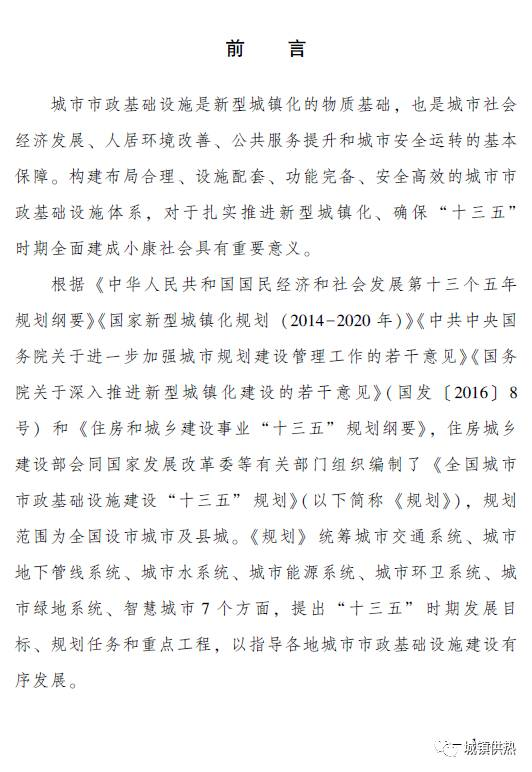 前 言
城市市政基础设施是新型城镇化的物质基础，也是城市社会
经济发展、人居环境改善、公共服务提升和城市安全运转的基本
保障。构建布局合理、设施配套、功能完备、安全高效的城市市
政基础设施体系，对于扎实推进新型城镇化、确保“十三五”
时期全面建成小康社会具有重要意义。
根据《中华人民共和国国民经济和社会发展第十三个五年
规划纲要》《国家新型城镇化规划（2014-2020年）》《中共中央国
务院关于进一步加强城市规划建设管理工作的若干意见》《国务
院关于深入推进新型城镇化建设的若干意见》（国发〔2016〕8
号）和《住房和城乡建设事业“十三五”规划纲要》，住房城乡
建设部会同国家发展改革委等有关部门组织编制了《全国城市
市政基础设施建设“十三五”规划》（以下简称《规划》），规划
范围为全国设市城市及县城。《规划》统筹城市交通系统、城市
地下管线系统、城市水系统、城市能源系统、城市环卫系统、城
市绿地系统、智慧城市7个方面，提出“十三五”时期发展目
标、规划任务和重点工程，以指导各地城市市政基础设施建设有
序发展。
城镇供热